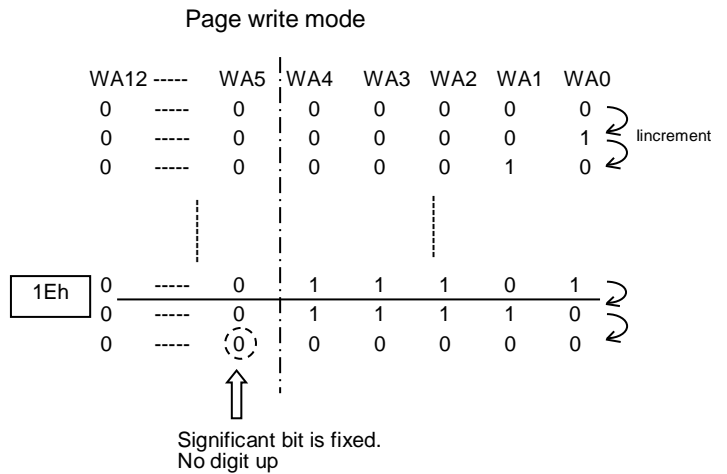 Page write mode
WA12 ----- WA5 WA4 WA3 WA2 WA1 WA0
0 ----- 0 0 0 0 0 0
0 ----- 0 0 0 0 0 1 Iincrement
0 ----- 0 0 0 0 1 0
0 ----- 0 1 1 1 0 1
1Eh 0 ----- 0 1 1 1 1 0
0 ----- 0 0 0 0 0 0
Significant bit is fixed.
No digit up